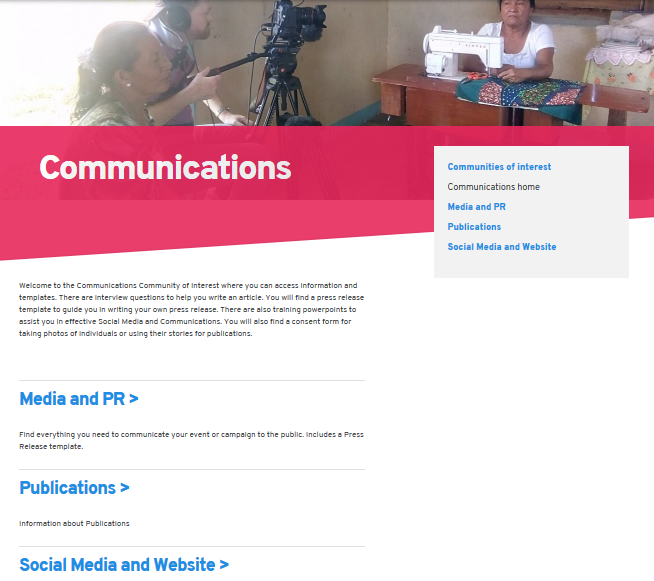 Communications
Communities of interest
Communications home
Media and PR
Publications
Social Media and Website
Welcome to the Communications Community of Interest where you can access information and
templates. There are interview questions to help you write an article. You will find a press release
template to guide you in writing your own press release. There are also training powerpoints to
assist you in effective Social Media and Communications. You will also find a consent form for
taking photos of individuals or using their stories for publications.
Media and PR >
Find everything you need to communicate your event or campaign to the public. Includes a Press
Release template.
Publications >
Information about Publications
Social Media and Website >